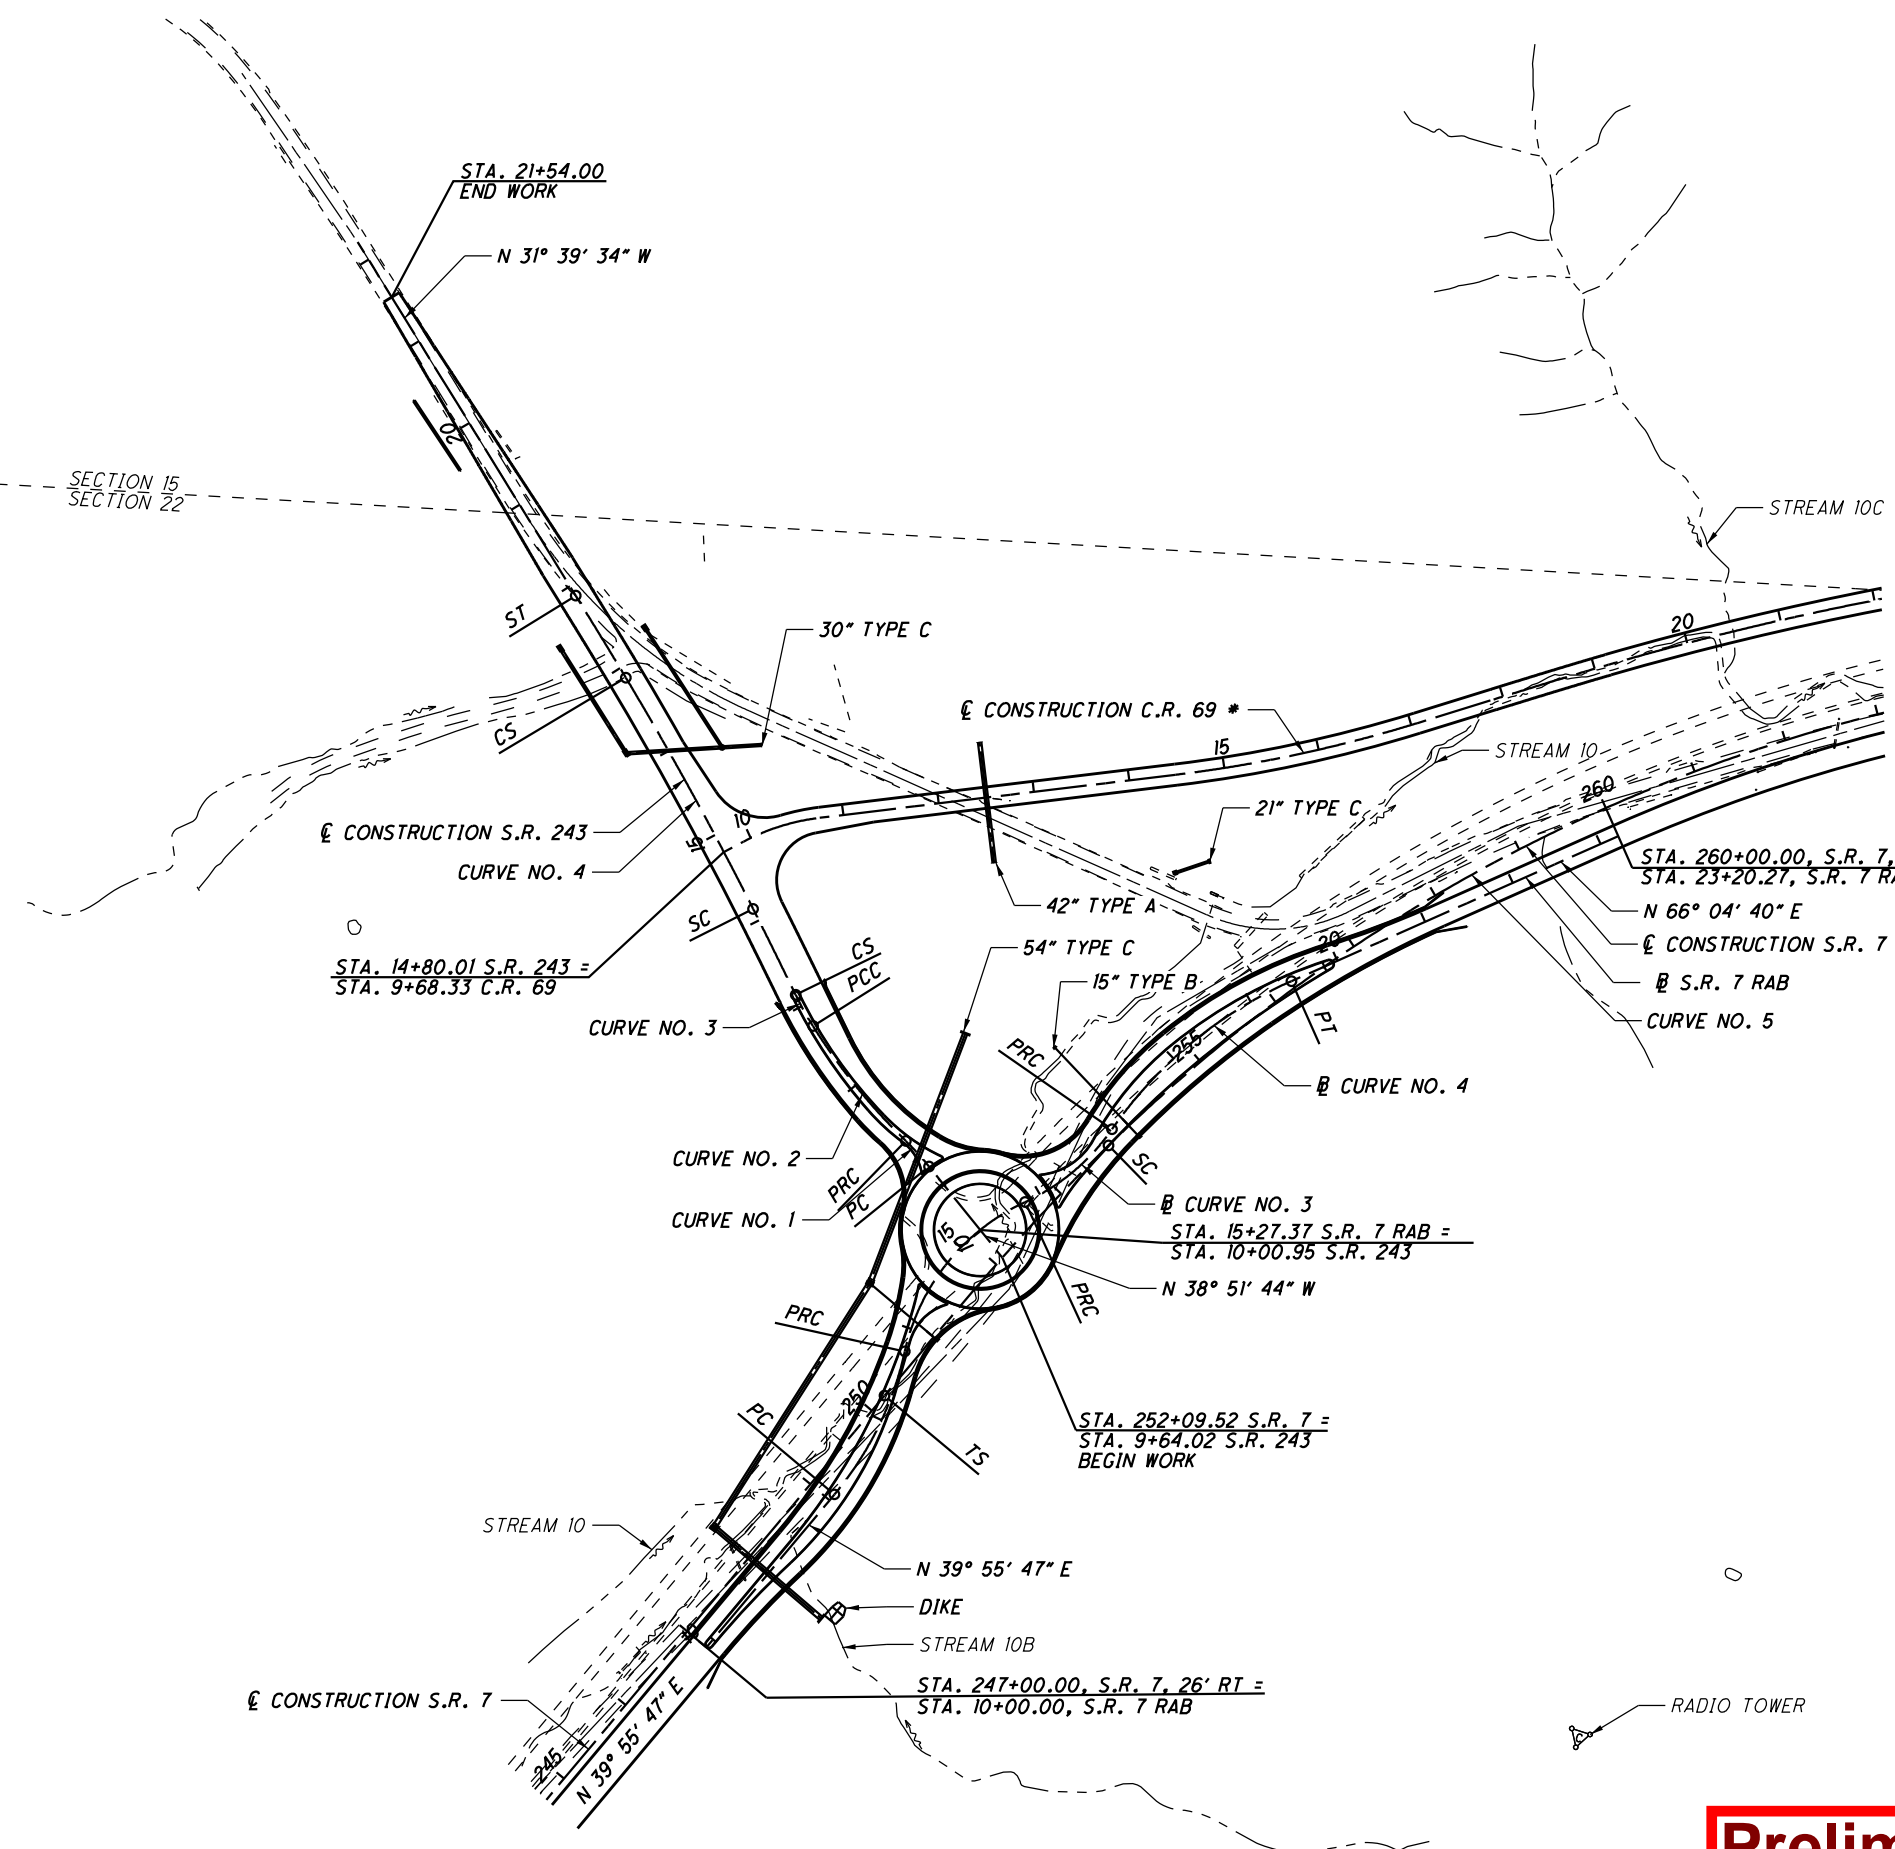 STA. 21+54.00
END WORK
N 31° 39' 34" W
20
SECTION 15
SECTION 22
STREAM 10C
ST
30" TYPE C
20
CS
℄ CONSTRUCTION C.R. 69 *
15
STREAM 10
260
21" TYPE C
℄ CONSTRUCTION S.R. 243
10
15
CURVE NO. 4
STA. 260+00.00, S.R. 7,
STA. 23+20.27, S.R. 7
42" TYPE A
N 66° 04' 40" E
SC
CS
PCC
54" TYPE C
20
℄ CONSTRUCTION S.R. 7
STA. 14+80.01 S.R. 243 =
STA. 9+68.33 C.R. 69
15" TYPE B
B S.R. 7 RAB
CURVE NO. 3
PT
CURVE NO. 5
PRC
255
B CURVE NO. 4
CURVE NO. 2
SC
PRC
PC
B CURVE NO. 3
CURVE NO. 1
15
10
STA. 15+27.37 S.R. 7 RAB =
STA. 10+00.95 S.R. 243
N 38° 51' 44" W
PRC
PRC
250
PC
STA. 252+09.52 S.R. 7 =
STA. 9+64.02 S.R. 243
BEGIN WORK
TS
STREAM 10
N 39° 55' 47" E
DIKE
STREAM 10B
STA. 247+00.00, S.R. 7, 26' RT =
STA. 10+00.00, S.R. 7 RAB
℄ CONSTRUCTION S.R. 7
N 39° 55' 47" E
245
RADIO TOWER